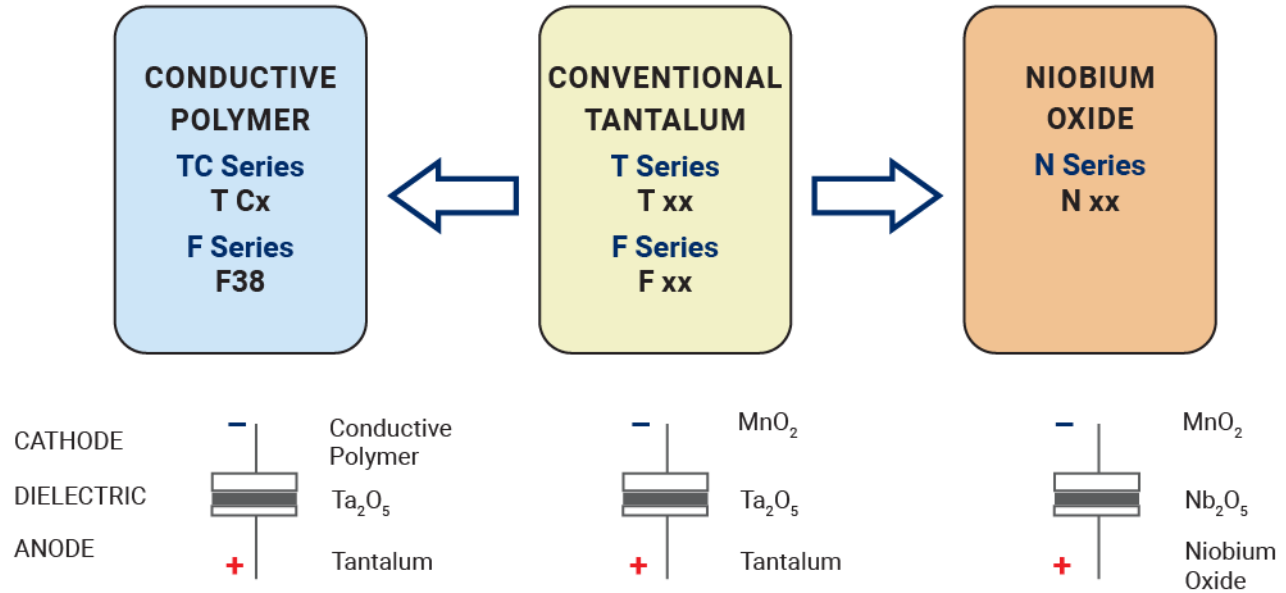 CONDUCTIVE
POLYMER
TC Series
T Cx
F Series
F38
CONVENTIONAL
TANTALUM
T Series
T xx
F Series
F xx
NIOBIUM
OXIDE
N Series
N xx
CATHODE
DIELECTRIC
ANODE
−
Conductive
Polymer
Ta₂O₅
+
Tantalum
−
MnO₂
Ta₂O₅
+
Tantalum
−
MnO₂
Nb₂O₅
+
Niobium
Oxide